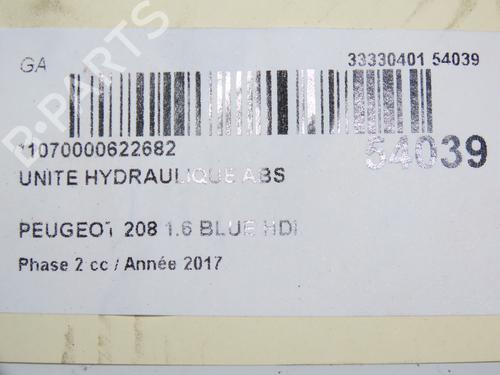 GA
33330401 54039
B-PARTS
11070000622682
54039
UNITE HYDRAULIQUE ABS
PEUGEOT 208 1.6 BLUE HDI
Phase 2 cc / Année 2017